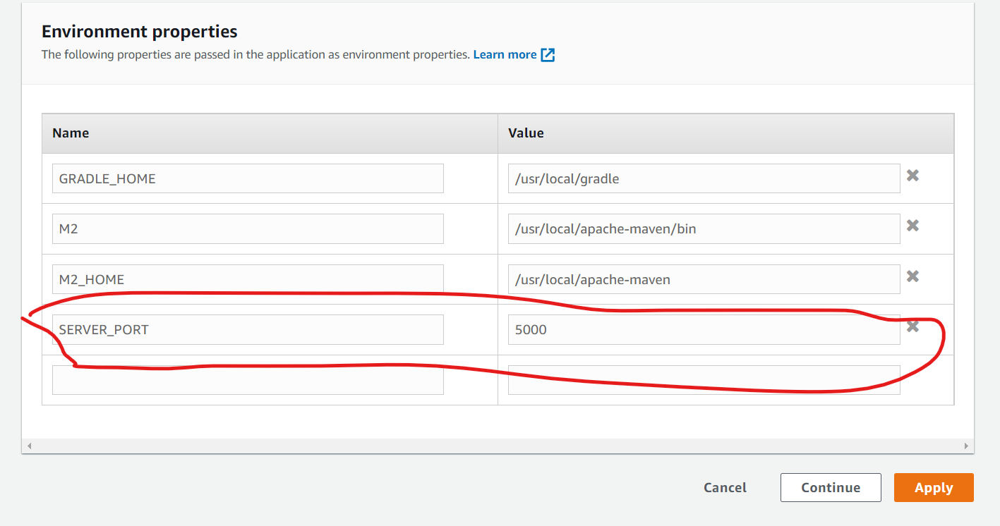 Environment properties
The following properties are passed in the application as environment properties. Learn more
Name Value
GRADLE_HOME /usr/local/gradle
M2 /usr/local/apache-maven/bin
M2_HOME /usr/local/apache-maven
SERVER_PORT 5000
Cancel Continue Apply